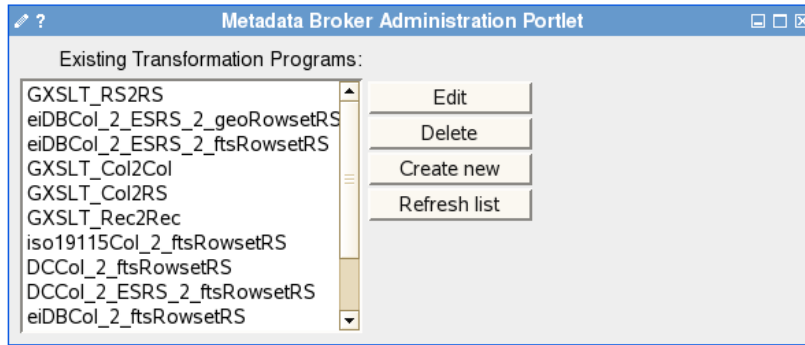 ? Metadata Broker Administration Portlet
Existing Transformation Programs:
GXSLT_RS2RS
eiDBCol_2_ESRS_2_geoRowsetRS
eiDBCol_2_ESRS_2_ftsRowsetRS
GXSLT_Col2Col
GXSLT_Col2RS
GXSLT_Rec2Rec
iso19115Col_2_ftsRowsetRS
DCCol_2_ftsRowsetRS
DCCol_2_ESRS_2_ftsRowsetRS
eiDBCol_2_ftsRowsetRS
Edit
Delete
Create new
Refresh list